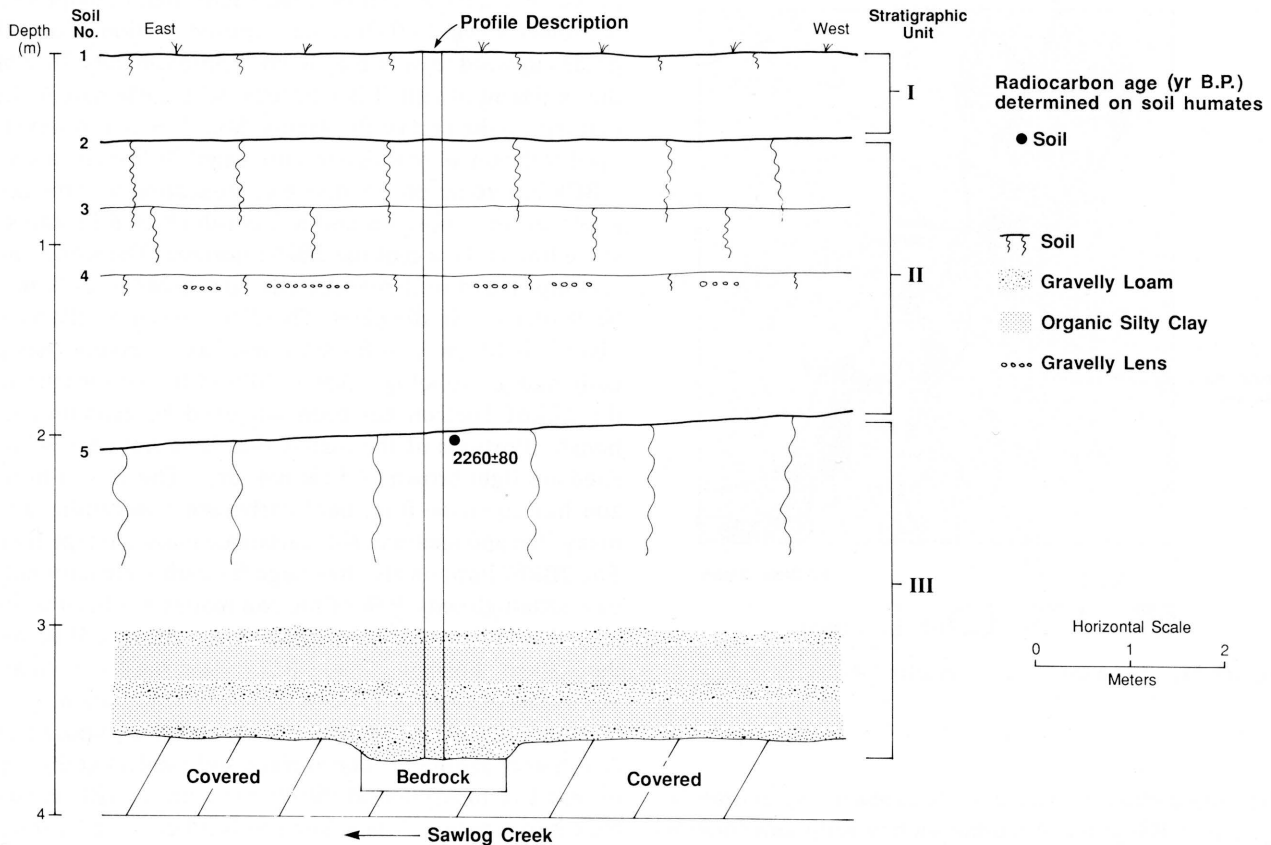 Depth
(m)
Soil
No.
East
Profile Description
West
Stratigraphic
Unit
1
I
2
3
1
4
II
2
5
2260±80
III
3
Covered
Bedrock
Covered
4
Sawlog Creek
Radiocarbon age (yr B.P.)
determined on soil humates
Soil
Soil
Gravelly Loam
Organic Silty Clay
Gravelly Lens
Horizontal Scale
0 1 2
Meters